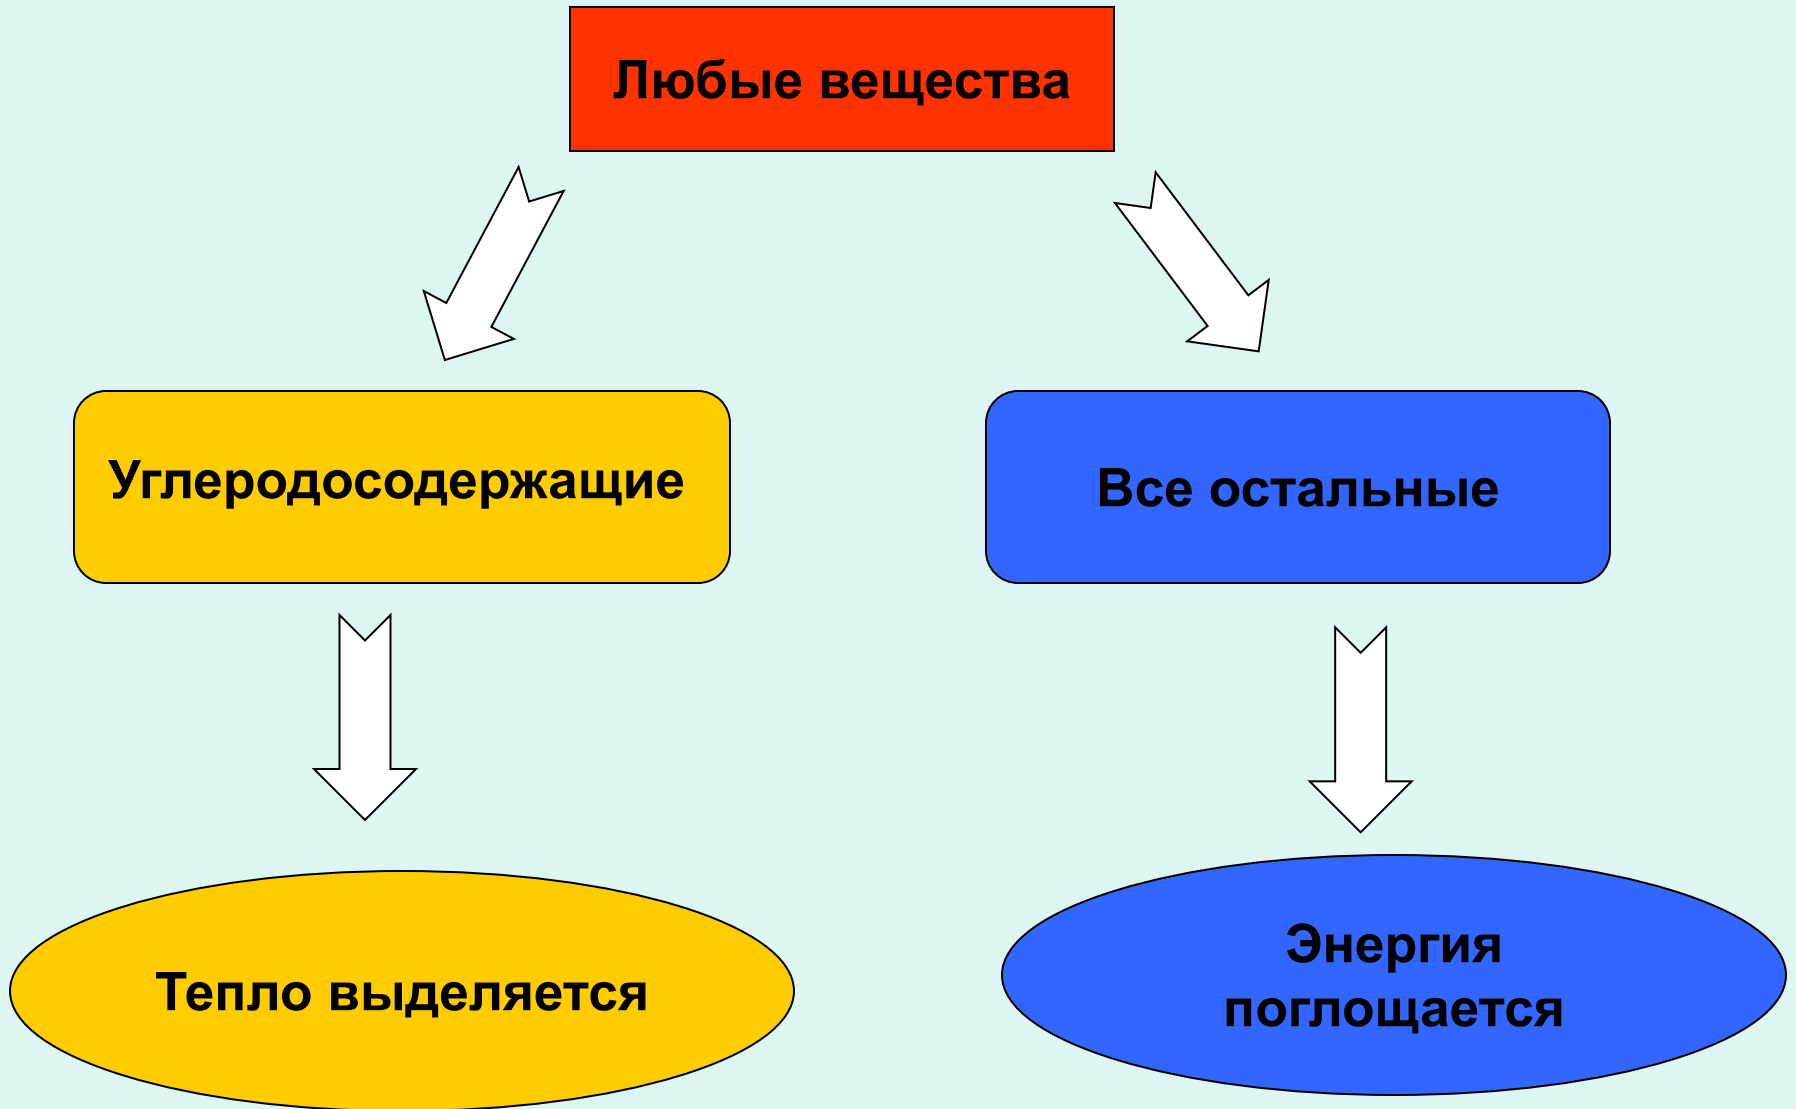 Любые вещества
Углеродосодержащие
Все остальные
Тепло выделяется
Энергия
поглощается